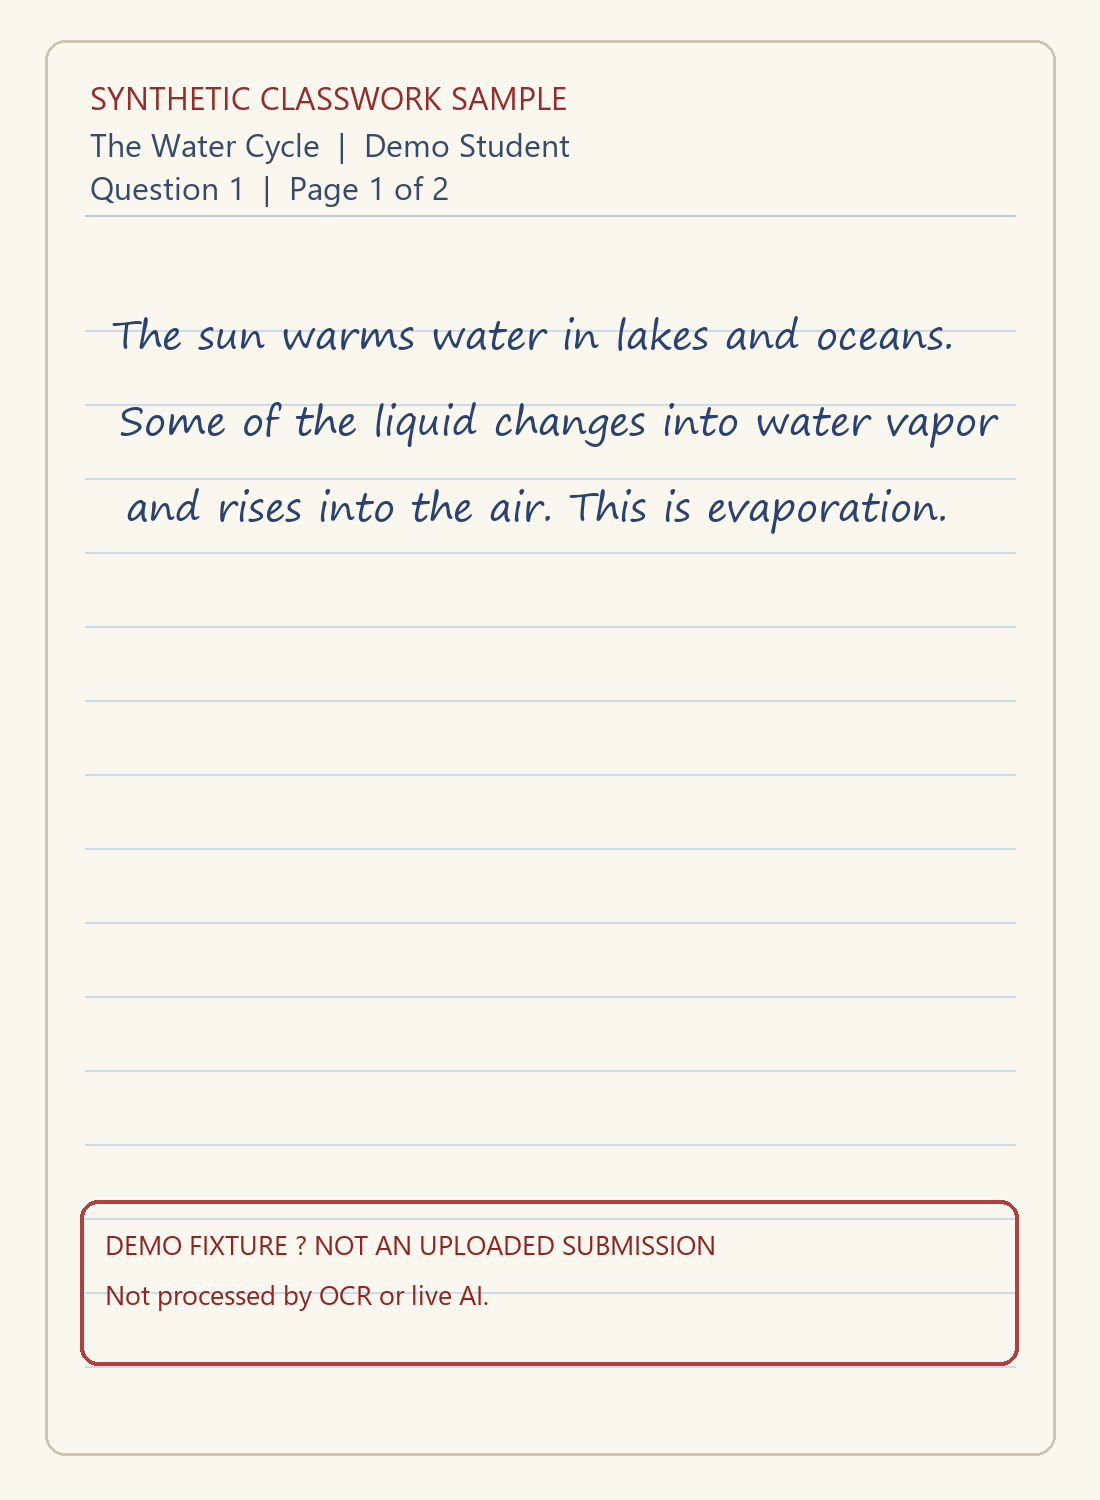 SYNTHETIC CLASSWORK SAMPLE
The Water Cycle | Demo Student
Question 1 | Page 1 of 2
The sun warms water in lakes and oceans.
Some of the liquid changes into water vapor
and rises into the air. This is evaporation.
DEMO FIXTURE ? NOT AN UPLOADED SUBMISSION
Not processed by OCR or live AI.